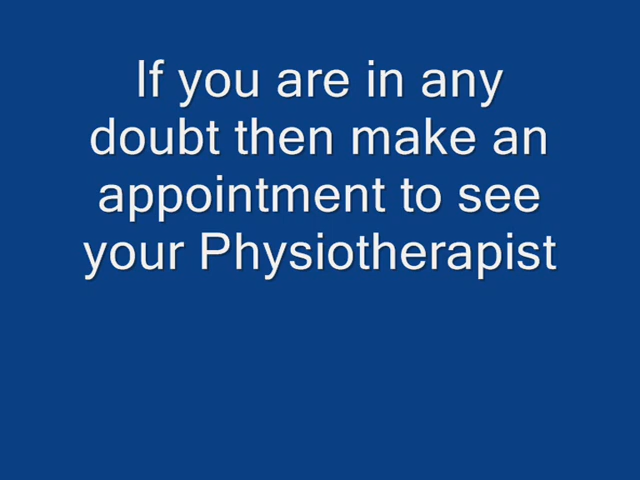 If you are in any
doubt then make an
appointment to see
your Physiotherapist